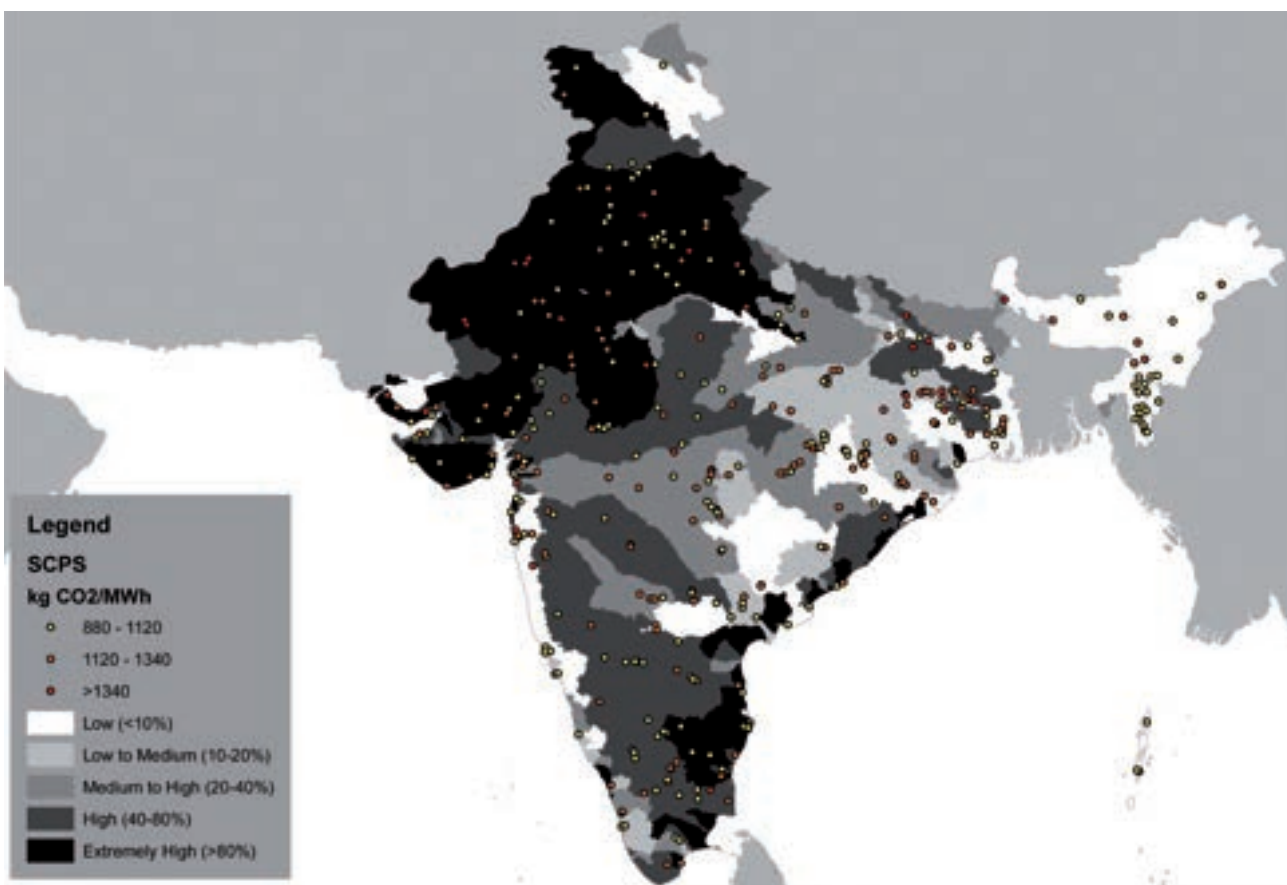 Legend
SCPS
kg CO2/MWh
880 - 1120
1120 - 1340
>1340
Low (<10%)
Low to Medium (10-20%)
Medium to High (20-40%)
High (40-80%)
Extremely High (>80%)